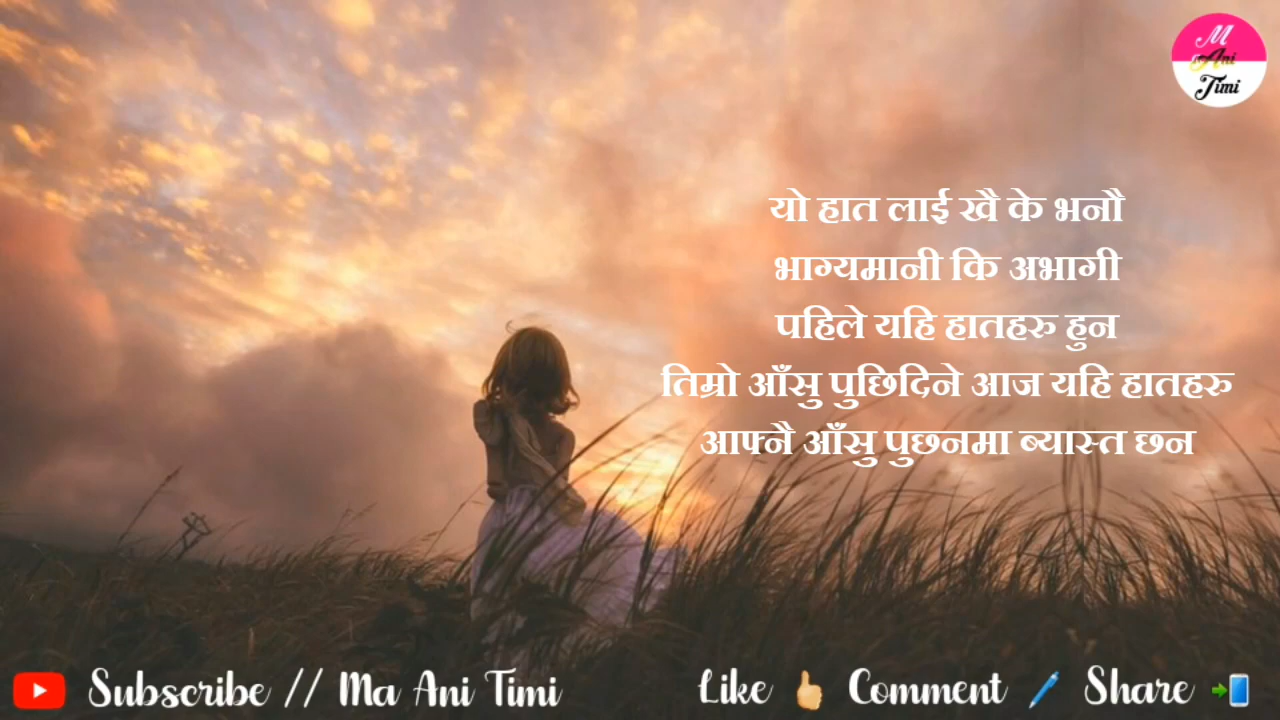 M
Ani
Timi
यो हात लाई खै के भनौ
भाग्यमानी कि अभागी
पहिले यहि हातहरु हुन
तिम्रो आँसु पुछिदिने आज यहि हातहरु
आफ्नै आँसु पुछ्नमा ब्यास्त छन
Subscribe // Ma Ani Timi Like Comment Share